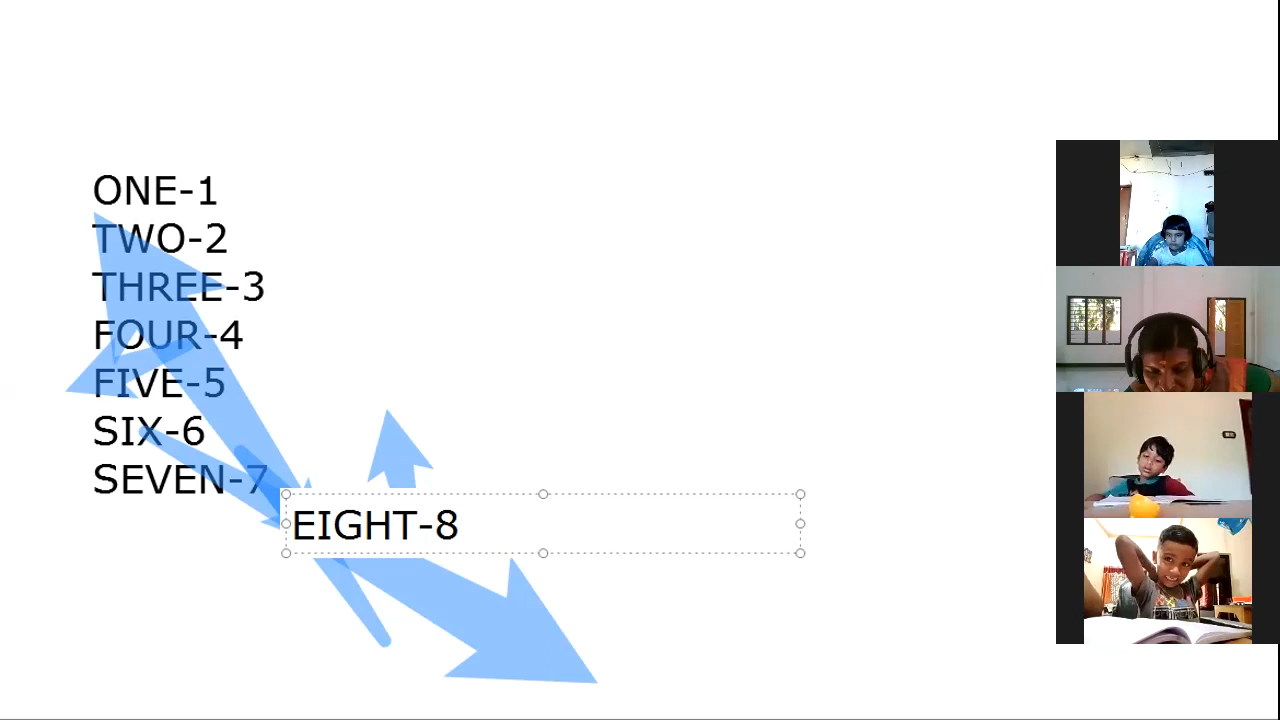 ONE-1
TWO-2
THREE-3
FOUR-4
FIVE-5
SIX-6
SEVEN-7
EIGHT-8